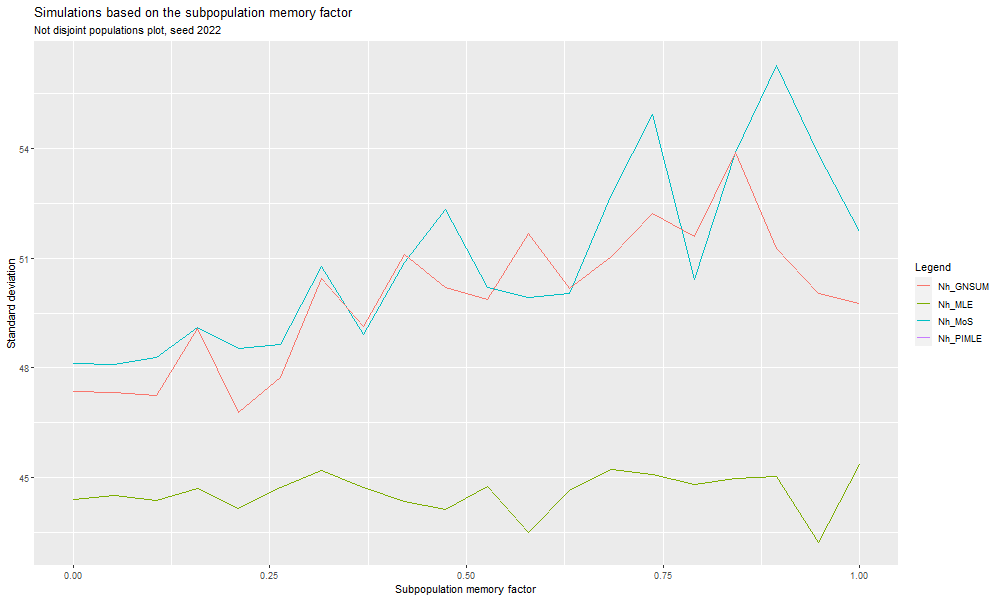 Simulations based on the subpopulation memory factor
Not disjoint populations plot, seed 2022
Standard deviation
54
51
48
45
0.00
0.25
0.50
0.75
1.00
Subpopulation memory factor
Legend
Nh_GNSUM
Nh_MLE
Nh_MoS
Nh_PIMLE